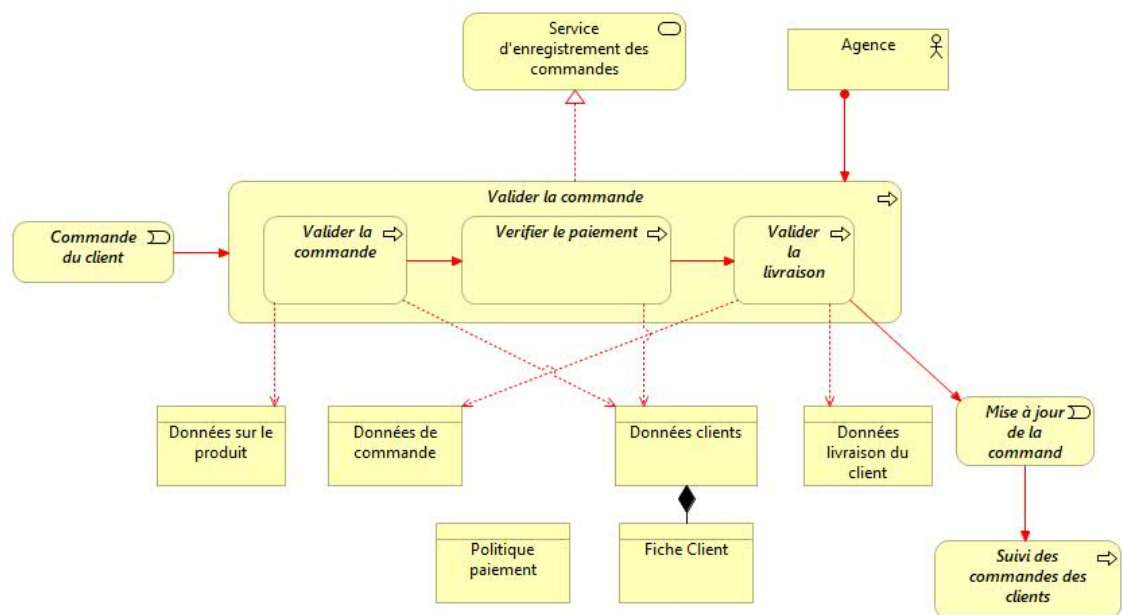 Service
d'enregistrement des
commandes
Agence
Valider la commande
Commande
du client
Valider la
commande
Verifier le paiement
Valider
la
livraison
Données sur le
produit
Données de
commande
Données clients
Données
livraison du
client
Mise à jour
de la
command
Politique
paiement
Fiche Client
Suivi des
commandes des
clients